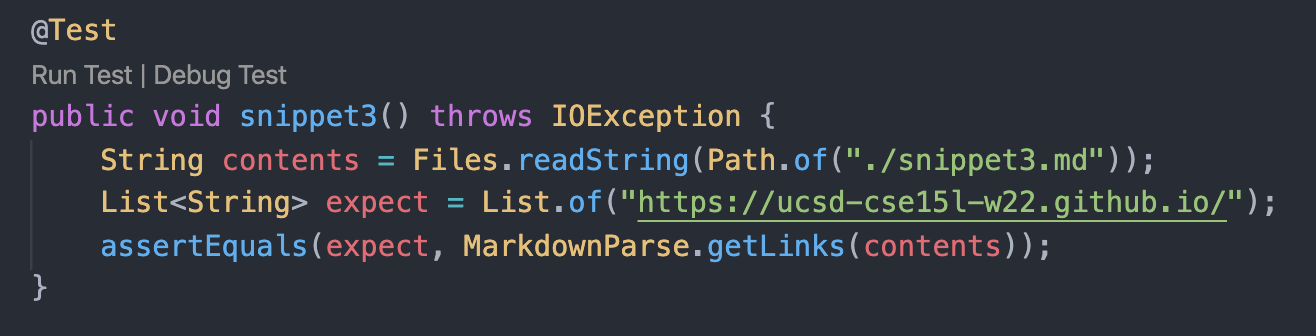 @Test
Run Test | Debug Test
public void snippet3() throws IOException {
    String contents = Files.readString(Path.of("./snippet3.md"));
    List<String> expect = List.of("https://ucsd-cse15l-w22.github.io/");
    assertEquals(expect, MarkdownParse.getLinks(contents));
}